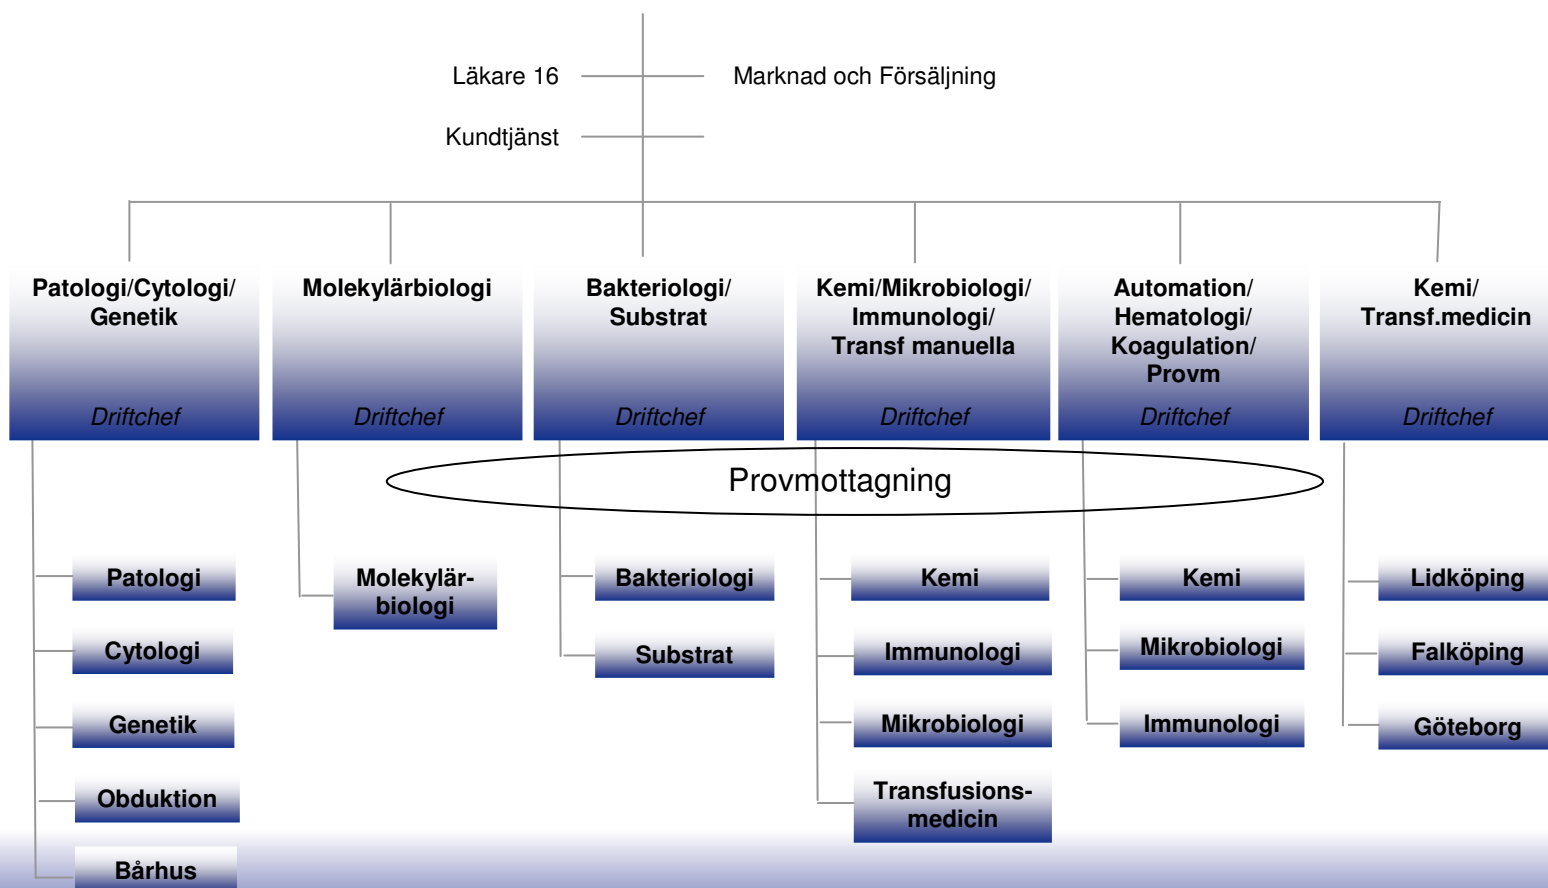 Läkare 16
Marknad och Försäljning
Kundtjänst
Patologi/Cytologi/
Genetik
Driftchef
Molekylärbiologi
Driftchef
Bakteriologi/
Substrat
Driftchef
Kemi/Mikrobiologi/
Immunologi/
Transf manuella
Driftchef
Automation/
Hematologi/
Koagulation/
Provm
Driftchef
Kemi/
Transf.medicin
Driftchef
Provmottagning
Patologi
Cytologi
Genetik
Obduktion
Bårhus
Molekylär-
biologi
Bakteriologi
Substrat
Kemi
Immunologi
Mikrobiologi
Transfusions-
medicin
Kemi
Mikrobiologi
Immunologi
Lidköping
Falköping
Göteborg